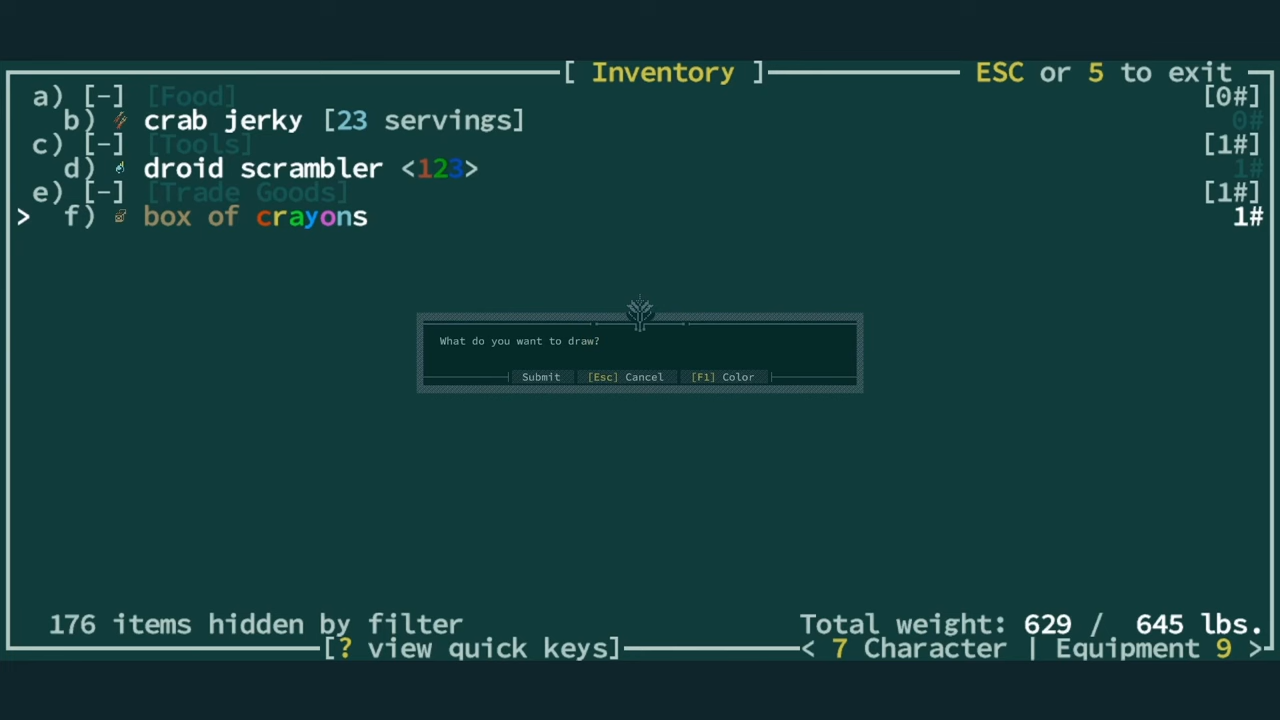 [ Inventory ] ESC or 5 to exit
a) [-] [Food] [0#]
b) crab jerky [23 servings] 0#
c) [-] [Tools] [1#]
d) droid scrambler <123> 1#
e) [-] [Trade Goods] [1#]
> f) box of crayons 1#
What do you want to draw?
Submit [Esc] Cancel [F1] Color
176 items hidden by filter Total weight: 629 / 645 lbs.
[? view quick keys] < 7 Character | Equipment 9 >